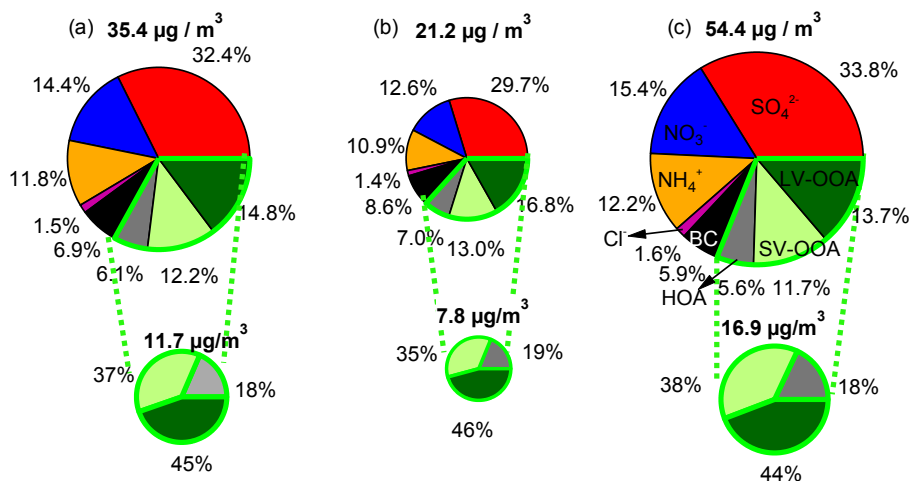 (a) 35.4 µg / m³
32.4%
14.4%
11.8%
1.5%
6.9%
6.1%
12.2%
14.8%
11.7 µg/m³
37%
18%
45%
(b) 21.2 µg / m³
29.7%
12.6%
10.9%
1.4%
8.6%
7.0%
13.0%
16.8%
7.8 µg/m³
35%
19%
46%
(c) 54.4 µg / m³
33.8%
15.4%
SO₄²⁻
NO₃⁻
NH₄⁺
LV-OOA
12.2%
13.7%
Cl⁻
BC
SV-OOA
1.6%
5.9%
HOA
5.6%
11.7%
16.9 µg/m³
38%
18%
44%